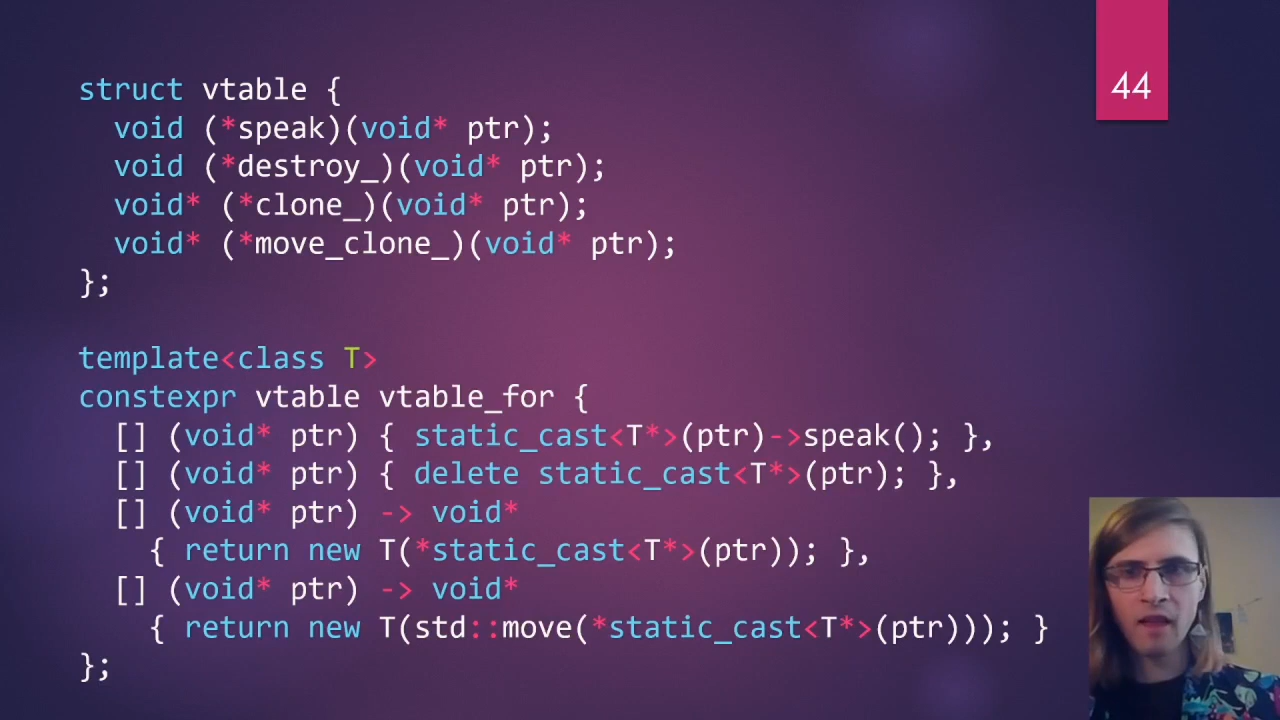 44
struct vtable {
  void (*speak)(void* ptr);
  void (*destroy_)(void* ptr);
  void* (*clone_)(void* ptr);
  void* (*move_clone_)(void* ptr);
};

template<class T>
constexpr vtable vtable_for {
  [] (void* ptr) { static_cast<T*>(ptr)->speak(); },
  [] (void* ptr) { delete static_cast<T*>(ptr); },
  [] (void* ptr) -> void*
    { return new T(*static_cast<T*>(ptr)); },
  [] (void* ptr) -> void*
    { return new T(std::move(*static_cast<T*>(ptr))); }
};